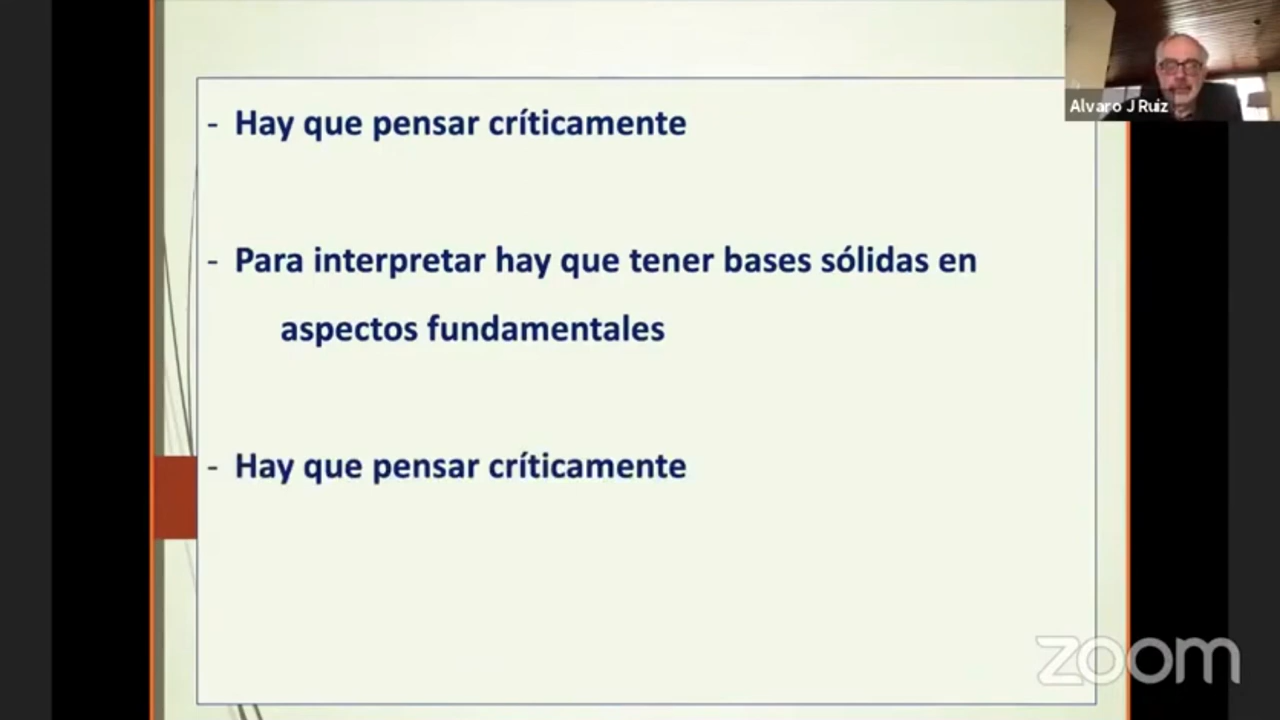 - Hay que pensar críticamente
- Para interpretar hay que tener bases sólidas en
aspectos fundamentales
- Hay que pensar críticamente
Alvaro J Ruiz
zoom